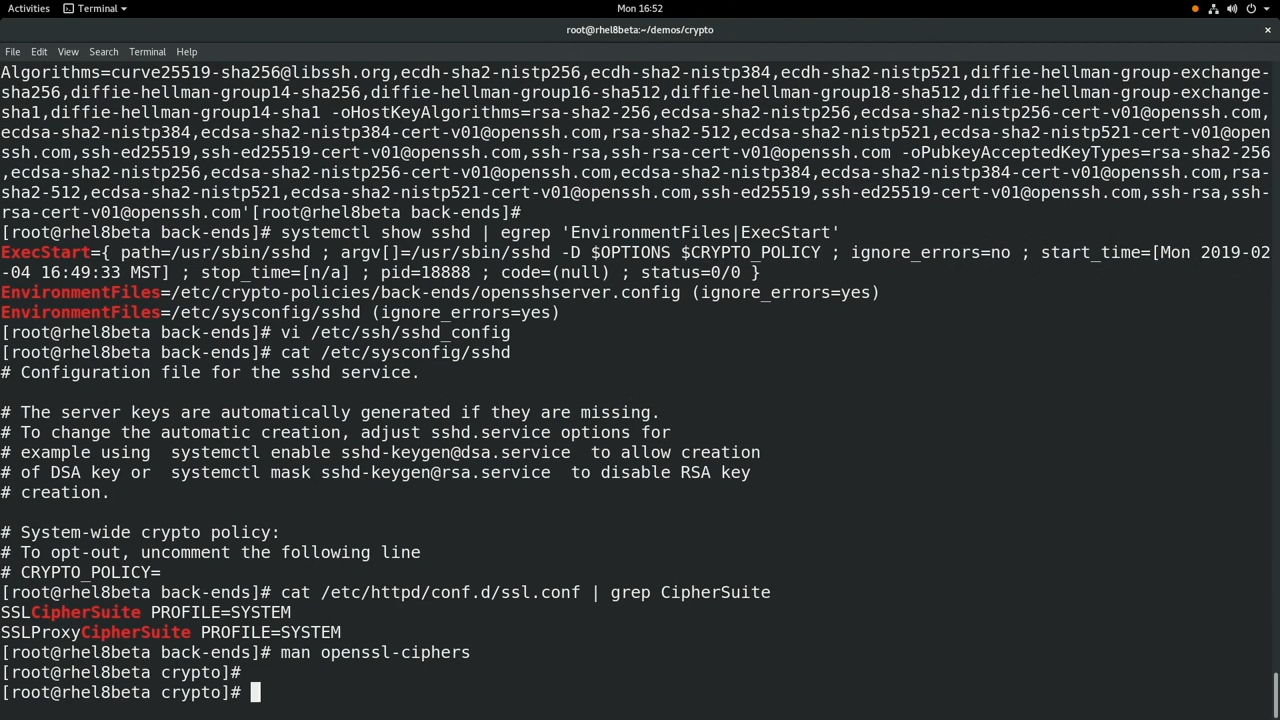 Activities Terminal Mon 16:52
root@rhel8beta:~/demos/crypto ×
File Edit View Search Terminal Help
Algorithms=curve25519-sha256@libssh.org,ecdh-sha2-nistp256,ecdh-sha2-nistp384,ecdh-sha2-nistp521,diffie-hellman-group-exchange-
sha256,diffie-hellman-group14-sha256,diffie-hellman-group16-sha512,diffie-hellman-group18-sha512,diffie-hellman-group-exchange-
sha1,diffie-hellman-group14-sha1 -oHostKeyAlgorithms=rsa-sha2-256,ecdsa-sha2-nistp256,ecdsa-sha2-nistp256-cert-v01@openssh.com,
ecdsa-sha2-nistp384,ecdsa-sha2-nistp384-cert-v01@openssh.com,rsa-sha2-512,ecdsa-sha2-nistp521,ecdsa-sha2-nistp521-cert-v01@open
ssh.com,ssh-ed25519,ssh-ed25519-cert-v01@openssh.com,ssh-rsa,ssh-rsa-cert-v01@openssh.com -oPubkeyAcceptedKeyTypes=rsa-sha2-256
,ecdsa-sha2-nistp256,ecdsa-sha2-nistp256-cert-v01@openssh.com,ecdsa-sha2-nistp384,ecdsa-sha2-nistp384-cert-v01@openssh.com,rsa-
sha2-512,ecdsa-sha2-nistp521,ecdsa-sha2-nistp521-cert-v01@openssh.com,ssh-ed25519,ssh-ed25519-cert-v01@openssh.com,ssh-rsa,ssh-
rsa-cert-v01@openssh.com'[root@rhel8beta back-ends]#
[root@rhel8beta back-ends]# systemctl show sshd | egrep 'EnvironmentFiles|ExecStart'
ExecStart={ path=/usr/sbin/sshd ; argv[]=/usr/sbin/sshd -D $OPTIONS $CRYPTO_POLICY ; ignore_errors=no ; start_time=[Mon 2019-02
-04 16:49:33 MST] ; stop_time=[n/a] ; pid=18888 ; code=(null) ; status=0/0 }
EnvironmentFiles=/etc/crypto-policies/back-ends/opensshserver.config (ignore_errors=yes)
EnvironmentFiles=/etc/sysconfig/sshd (ignore_errors=yes)
[root@rhel8beta back-ends]# vi /etc/ssh/sshd_config
[root@rhel8beta back-ends]# cat /etc/sysconfig/sshd
# Configuration file for the sshd service.
# The server keys are automatically generated if they are missing.
# To change the automatic creation, adjust sshd.service options for
# example using  systemctl enable sshd-keygen@dsa.service  to allow creation
# of DSA key or  systemctl mask sshd-keygen@rsa.service  to disable RSA key
# creation.
# System-wide crypto policy:
# To opt-out, uncomment the following line
# CRYPTO_POLICY=
[root@rhel8beta back-ends]# cat /etc/httpd/conf.d/ssl.conf | grep CipherSuite
SSLCipherSuite PROFILE=SYSTEM
SSLProxyCipherSuite PROFILE=SYSTEM
[root@rhel8beta back-ends]# man openssl-ciphers
[root@rhel8beta crypto]#
[root@rhel8beta crypto]#